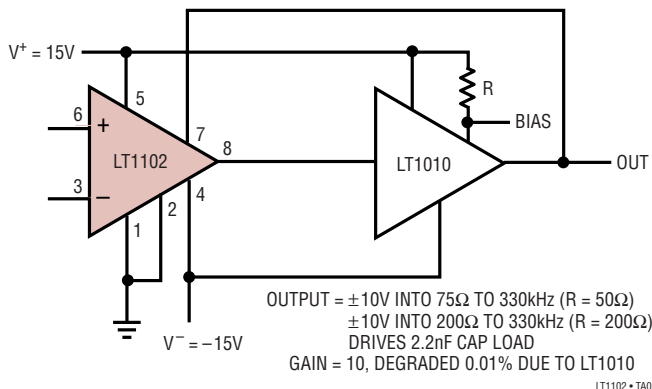 V+ = 15V
5
R
6
+
7
BIAS
LT1102
8
LT1010
OUT
3
–
4
2
1
V– = –15V
OUTPUT = ±10V INTO 75Ω TO 330kHz (R = 50Ω)
±10V INTO 200Ω TO 330kHz (R = 200Ω)
DRIVES 2.2nF CAP LOAD
GAIN = 10, DEGRADED 0.01% DUE TO LT1010